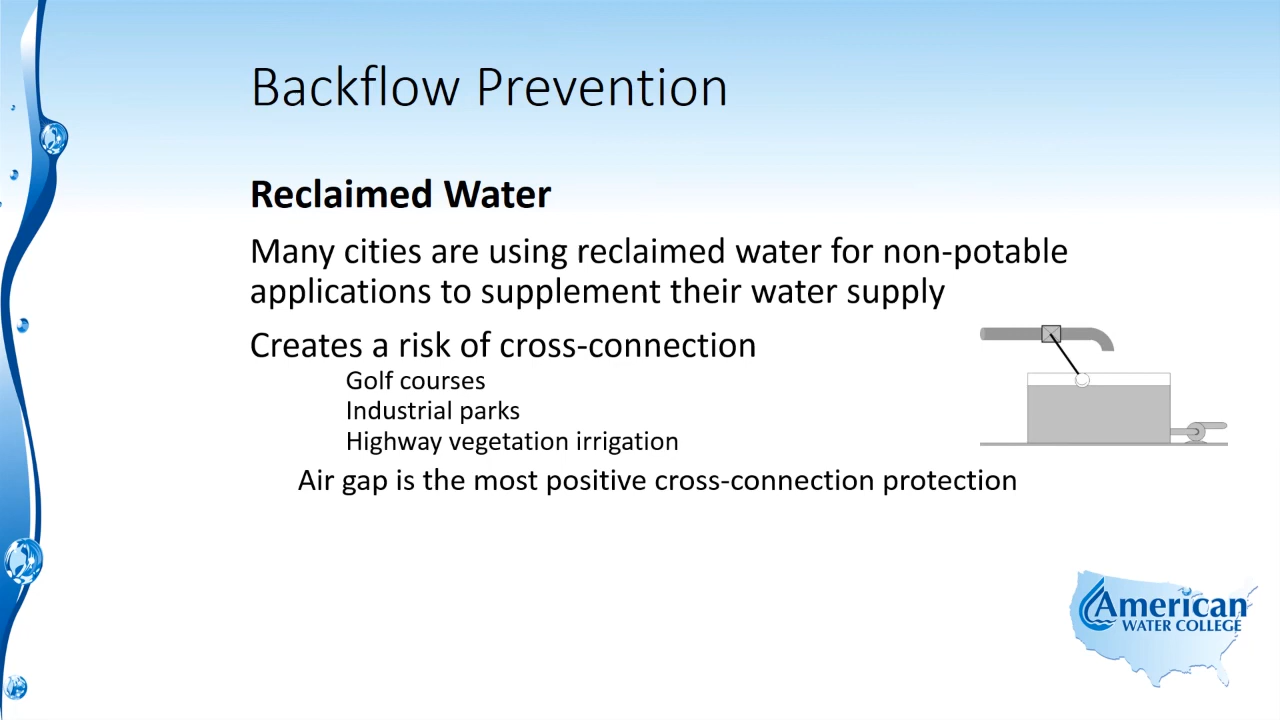 Backflow Prevention
Reclaimed Water
Many cities are using reclaimed water for non-potable
applications to supplement their water supply
Creates a risk of cross-connection
Golf courses
Industrial parks
Highway vegetation irrigation
Air gap is the most positive cross-connection protection
American
WATER COLLEGE